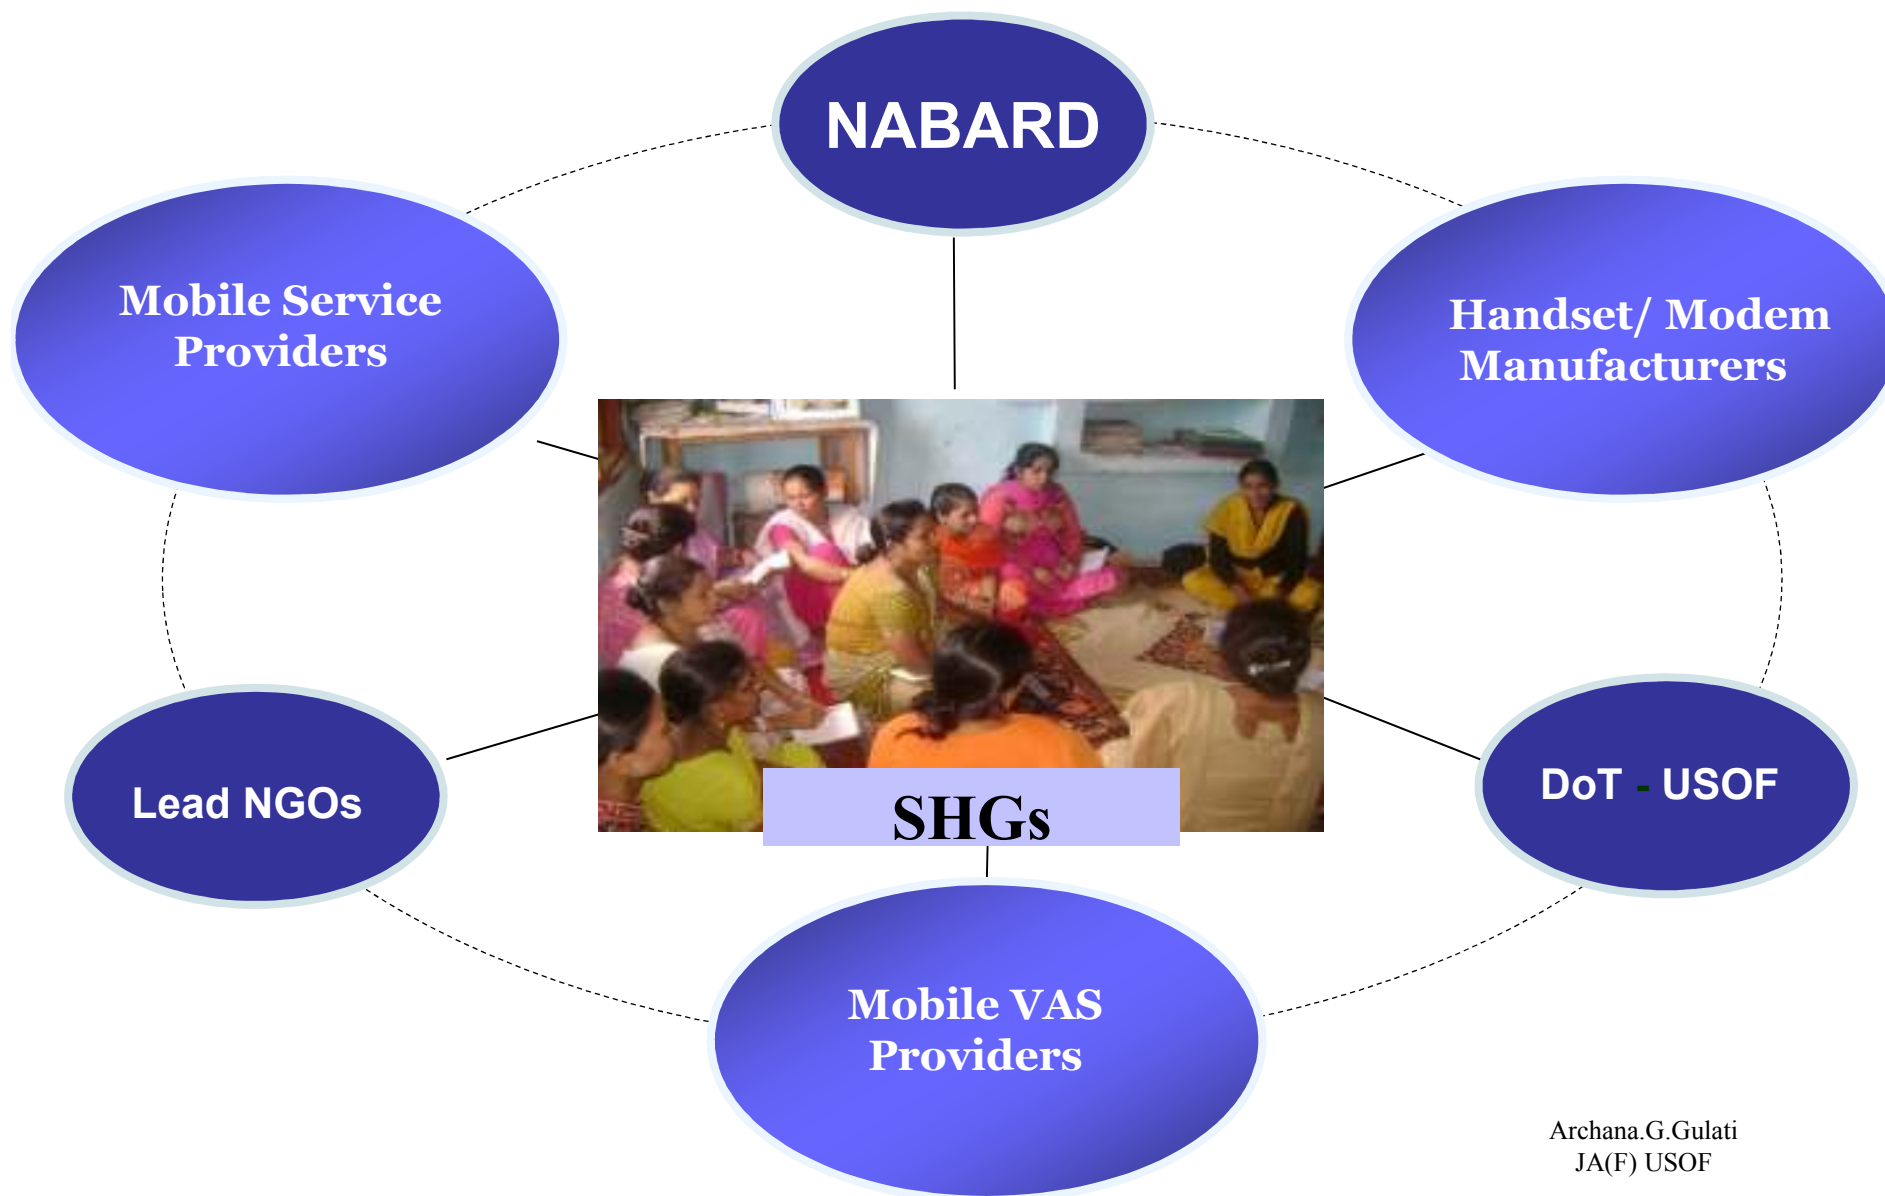 NABARD
Mobile Service
Providers
Handset/ Modem
Manufacturers
Lead NGOs
DoT - USOF
SHGs
Mobile VAS
Providers
Archana.G.Gulati
JA(F) USOF